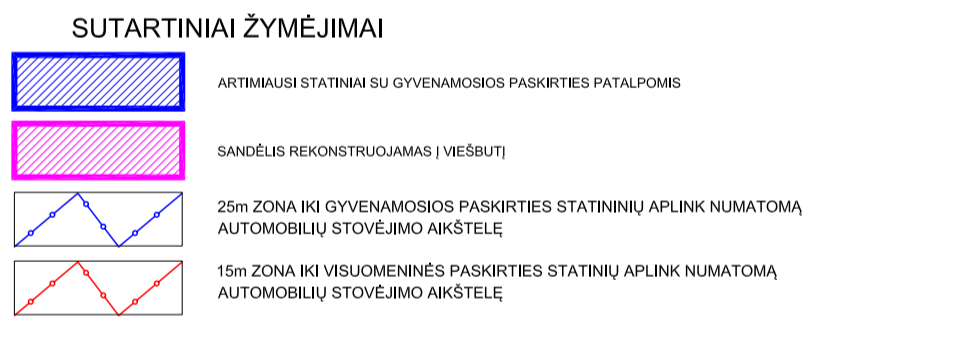 SUTARTINIAI ŽYMĖJIMAI
ARTIMIAUSI STATINIAI SU GYVENAMOSIOS PASKIRTIES PATALPOMIS
SANDĖLIS REKONSTRUOJAMAS Į VIEŠBUTĮ
25m ZONA IKI GYVENAMOSIOS PASKIRTIES STATININIŲ APLINK NUMATOMĄ
AUTOMOBILIŲ STOVĖJIMO AIKŠTELĘ
15m ZONA IKI VISUOMENINĖS PASKIRTIES STATINIŲ APLINK NUMATOMĄ
AUTOMOBILIŲ STOVĖJIMO AIKŠTELĘ